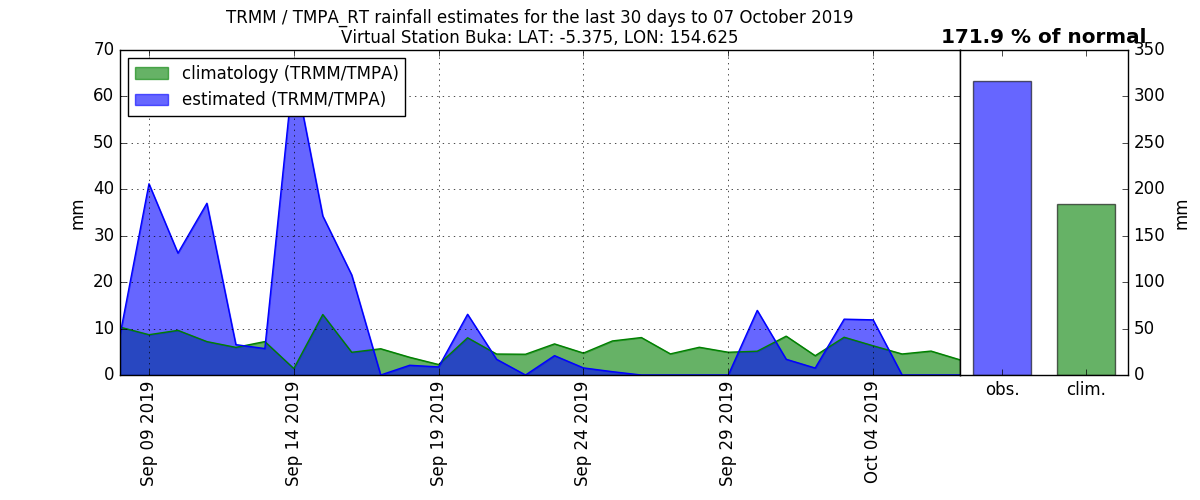 TRMM / TMPA_RT rainfall estimates for the last 30 days to 07 October 2019
Virtual Station Buka: LAT: -5.375, LON: 154.625
171.9 % of normal
climatology (TRMM/TMPA)
estimated (TRMM/TMPA)
70
60
50
40
30
20
10
0
mm
Sep 09 2019
Sep 14 2019
Sep 19 2019
Sep 24 2019
Sep 29 2019
Oct 04 2019
obs.
clim.
350
300
250
200
150
100
50
0
mm